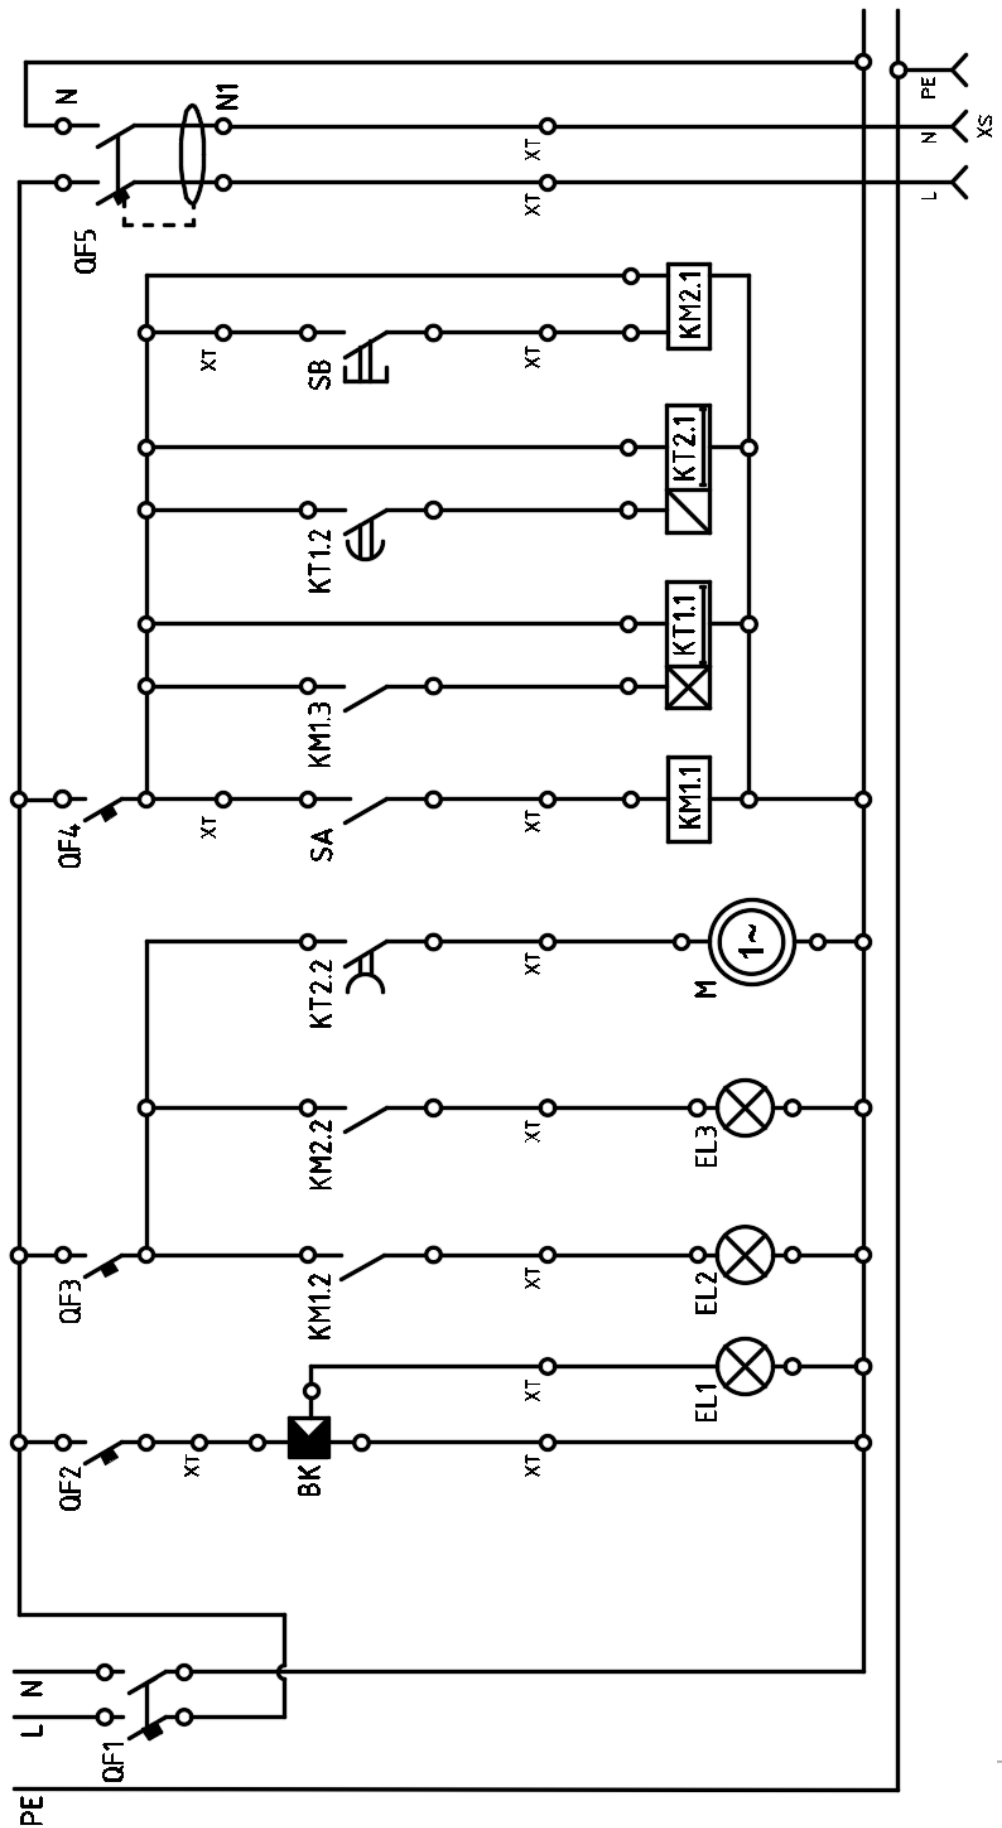 PE
L
N
QF1
QF2
XT
BK
XT
XT
EL1
QF3
KM1.2
XT
EL2
KM2.2
XT
EL3
KT2.2
XT
M
1~
QF4
XT
SA
XT
KM1.1
KM1.3
KT1.1
KT1.2
KT2.1
XT
SB
XT
KM2.1
QF5
N
N1
XT
XT
L
N
PE
XS